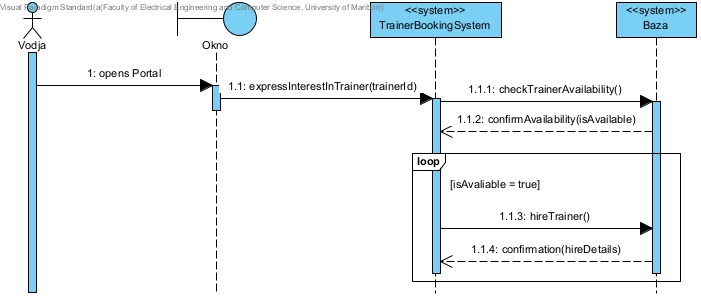 Visual Paradigm Standard(a(Faculty of Electrical Engineering and Computer Science, University of Maribor))
Vodja
Okno
<<system>>
TrainerBookingSystem
<<system>>
Baza
1: opens Portal
1.1: expressInterestInTrainer(trainerId)
1.1.1: checkTrainerAvailability()
1.1.2: confirmAvailability(isAvailable)
loop
[isAvaliable = true]
1.1.3: hireTrainer()
1.1.4: confirmation(hireDetails)